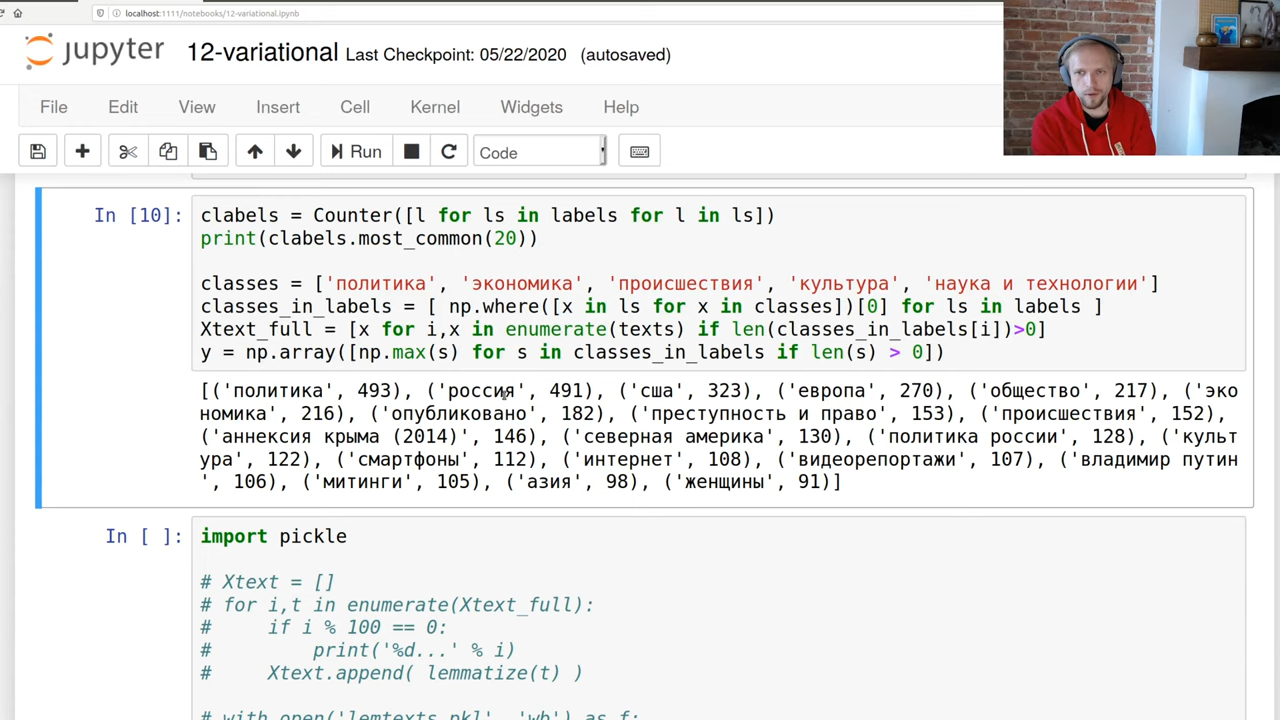 localhost:1111/notebooks/12-variational.ipynb
jupyter 12-variational Last Checkpoint: 05/22/2020 (autosaved)
File Edit View Insert Cell Kernel Widgets Help
Run Code
In [10]: clabels = Counter([l for ls in labels for l in ls])
print(clabels.most_common(20))
classes = ['политика', 'экономика', 'происшествия', 'культура', 'наука и технологии']
classes_in_labels = [ np.where([x in ls for x in classes])[0] for ls in labels ]
Xtext_full = [x for i,x in enumerate(texts) if len(classes_in_labels[i])>0]
y = np.array([np.max(s) for s in classes_in_labels if len(s) > 0])
[('политика', 493), ('россия', 491), ('сша', 323), ('европа', 270), ('общество', 217), ('эко
номика', 216), ('опубликовано', 182), ('преступность и право', 153), ('происшествия', 152),
('аннексия крыма (2014)', 146), ('северная америка', 130), ('политика россии', 128), ('культ
ура', 122), ('смартфоны', 112), ('интернет', 108), ('видеорепортажи', 107), ('владимир путин
', 106), ('митинги', 105), ('азия', 98), ('женщины', 91)]
In [ ]: import pickle
# Xtext = []
# for i,t in enumerate(Xtext_full):
#     if i % 100 == 0:
#         print('%d...' % i)
#     Xtext.append( lemmatize(t) )
# with open('lemtexts.pkl', 'wb') as f: